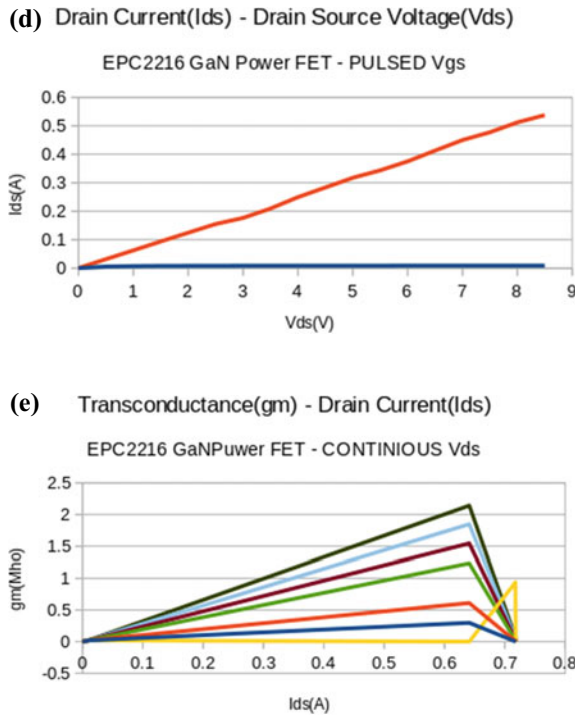 (d) Drain Current(Ids) - Drain Source Voltage(Vds)
EPC2216 GaN Power FET - PULSED Vgs
0.6
0.5
0.4
0.3
0.2
0.1
0
Ids(A)
0 1 2 3 4 5 6 7 8 9
Vds(V)
(e) Transconductance(gm) - Drain Current(Ids)
EPC2216 GaNPuwer FET - CONTINIOUS Vds
2.5
2
1.5
1
0.5
0
-0.5
gm(Mho)
0 0.1 0.2 0.3 0.4 0.5 0.6 0.7 0.8
Ids(A)